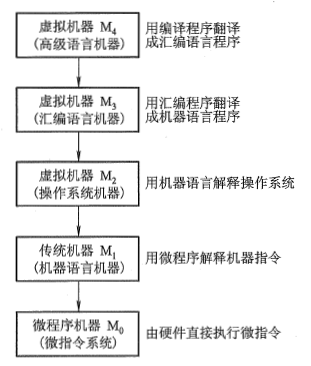 虚拟机器 M4
(高级语言机器)
用编译程序翻译
成汇编语言程序
虚拟机器 M3
(汇编语言机器)
用汇编程序翻译
成机器语言程序
虚拟机器 M2
(操作系统机器)
用机器语言解释操作系统
传统机器 M1
(机器语言机器)
用微程序解释机器指令
微程序机器 M0
(微指令系统)
由硬件直接执行微指令